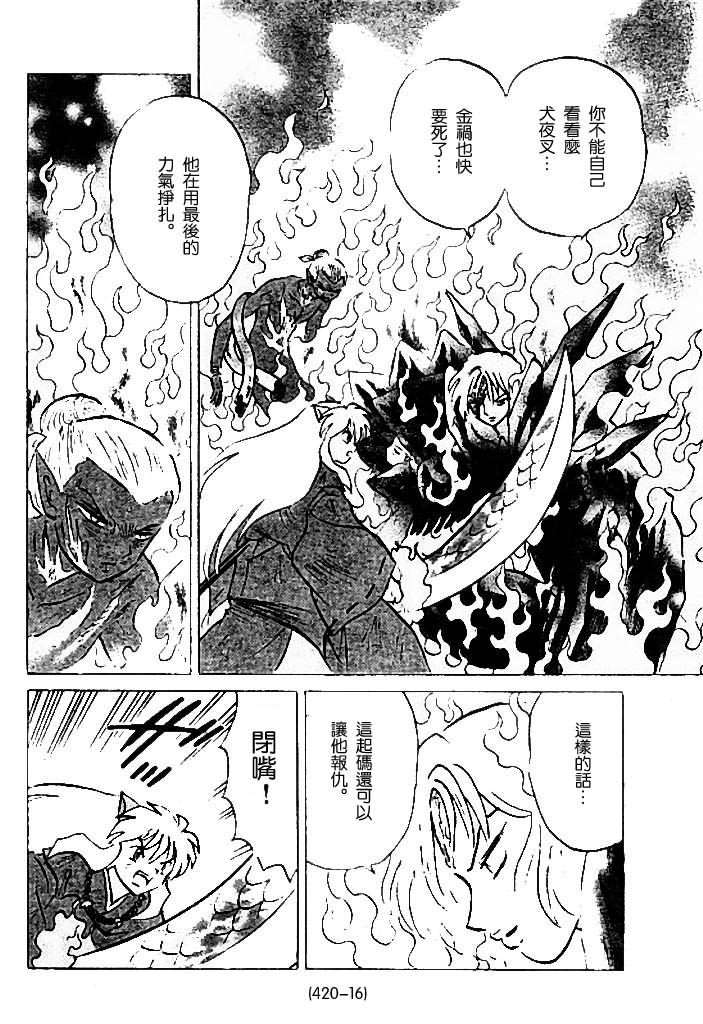 你不能自己
看看麼
犬夜叉…
金禍也快
要死了…
他在用最後的
力氣掙扎。
這樣的話…
這起碼還可以
讓他報仇。
閉嘴！
(420-16)